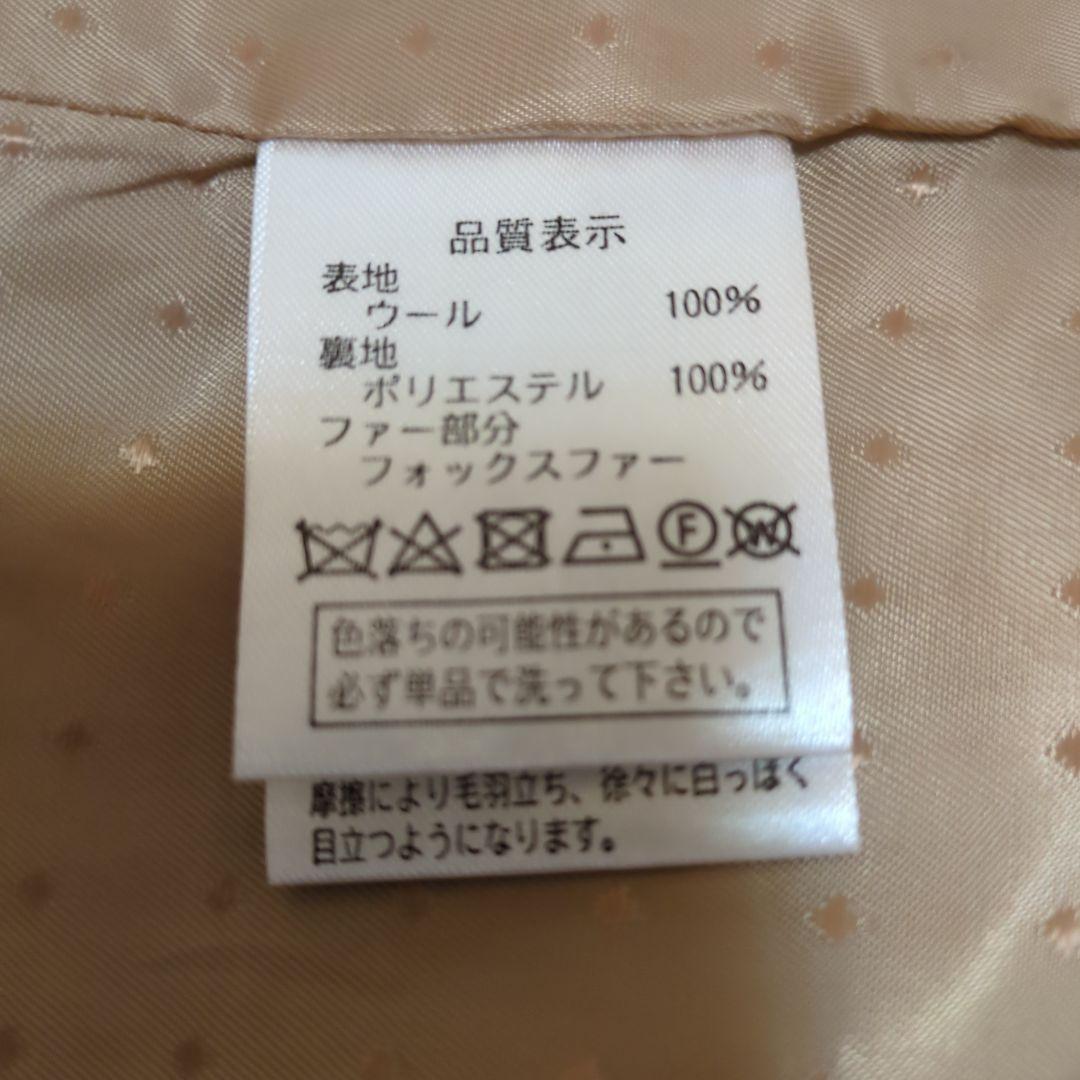 品質表示
表地
ウール 100%
裏地
ポリエステル 100%
ファー部分
フォックスファー
F W
色落ちの可能性があるので
必ず単品で洗って下さい。
摩擦により毛羽立ち、徐々に白っぽく
目立つようになります。